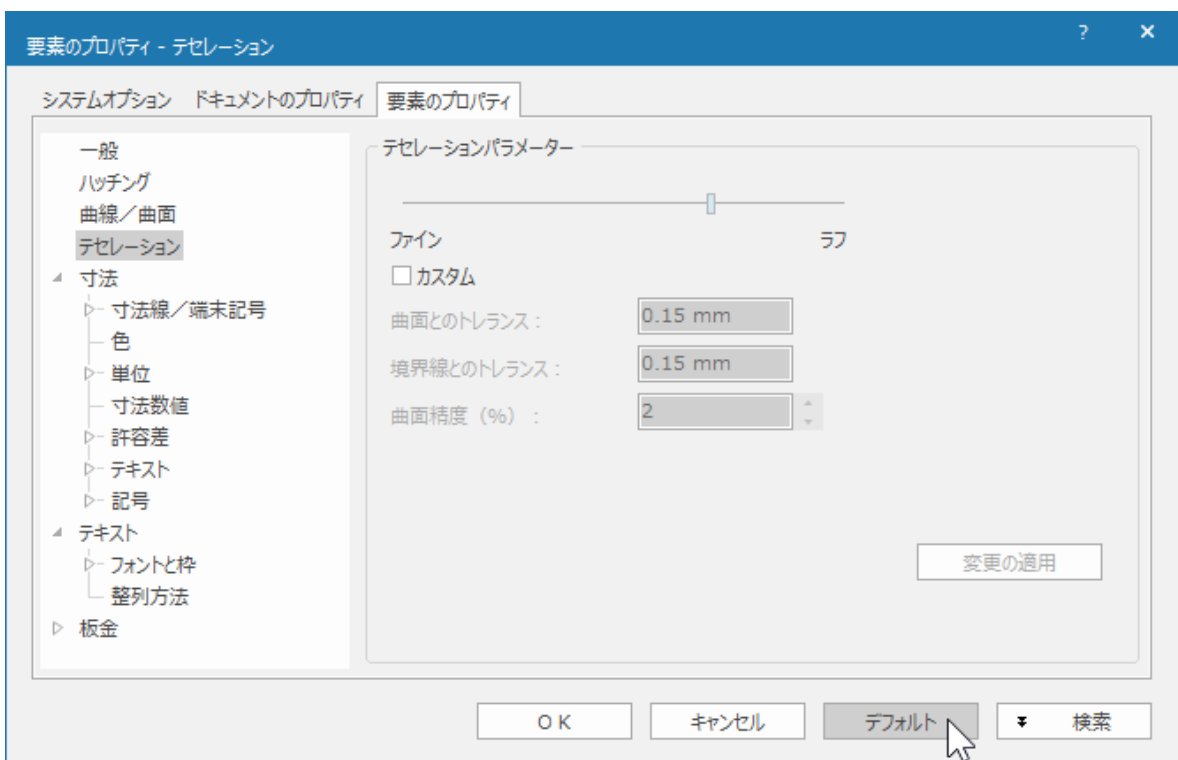 要素のプロパティ - テセレーション
?
×
システムオプション ドキュメントのプロパティ 要素のプロパティ
一般
ハッチング
曲線／曲面
テセレーション
寸法
寸法線／端末記号
色
単位
寸法数値
許容差
テキスト
記号
テキスト
フォントと枠
整列方法
板金
テセレーションパラメーター
ファイン ラフ
カスタム
曲面とのトレランス： 0.15 mm
境界線とのトレランス： 0.15 mm
曲面精度（%）： 2
変更の適用
OK キャンセル デフォルト 検索